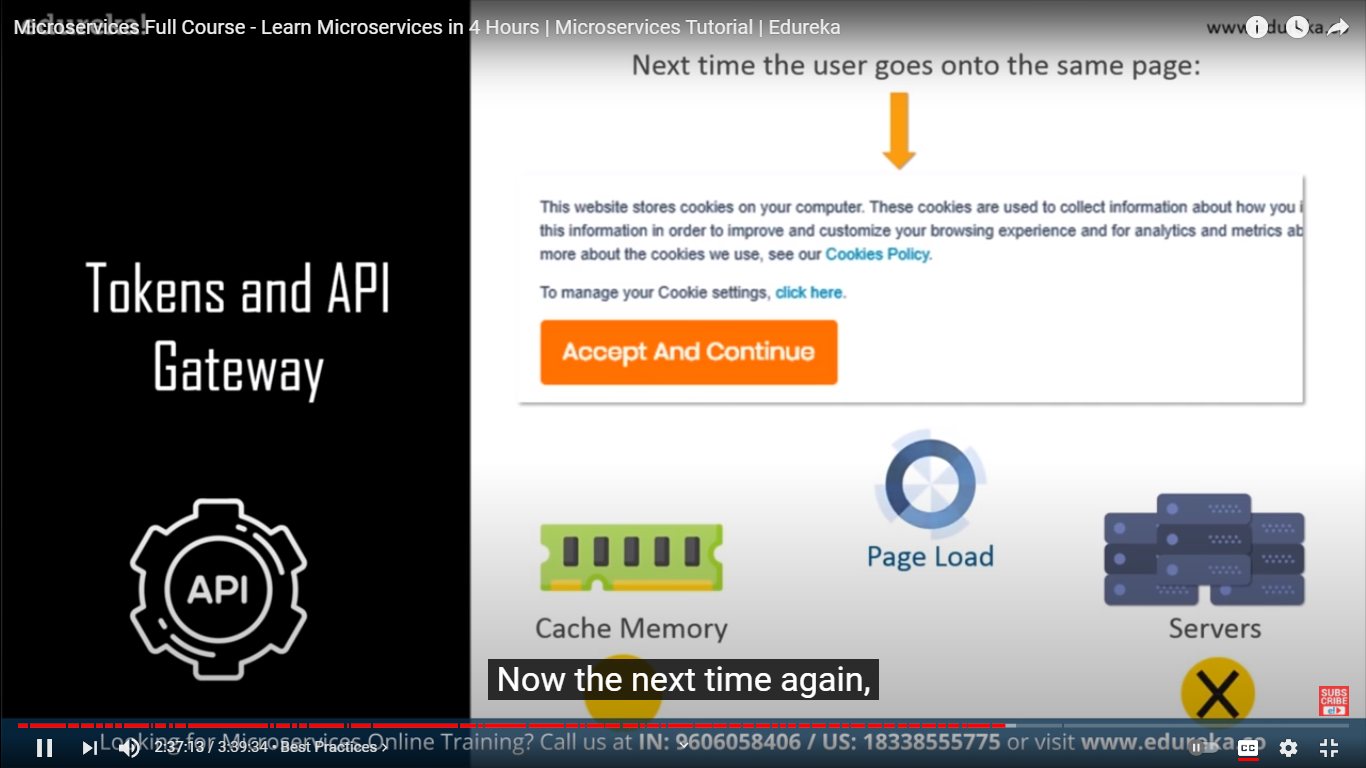 Microservices Full Course - Learn Microservices in 4 Hours | Microservices Tutorial | Edureka
Next time the user goes onto the same page:
This website stores cookies on your computer. These cookies are used to collect information about how you i
this information in order to improve and customize your browsing experience and for analytics and metrics ab
more about the cookies we use, see our Cookies Policy.
To manage your Cookie settings, click here.
Accept And Continue
Tokens and API
Gateway
API
Page Load
Cache Memory
Servers
Now the next time again,
SUBS
CRIBE
Looking for Microservices Online Training? Call us at IN: 9606058406 / US: 18338555775 or visit www.edureka.co
2:37:13 / 3:39:34 • Best Practices >
CC